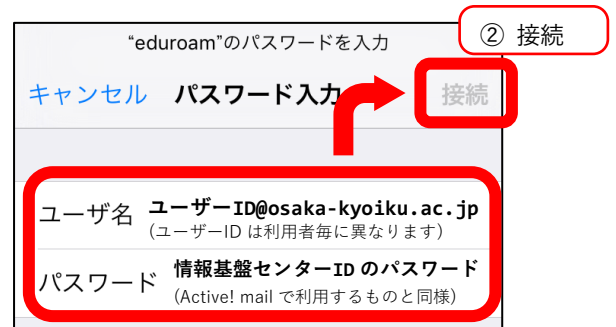 “eduroam”のパスワードを入力
② 接続
キャンセル パスワード入力 接続
ユーザ名 ユーザーID@osaka-kyoiku.ac.jp
(ユーザーID は利用者毎に異なります)
パスワード 情報基盤センターID のパスワード
(Active! mail で利用するものと同様)